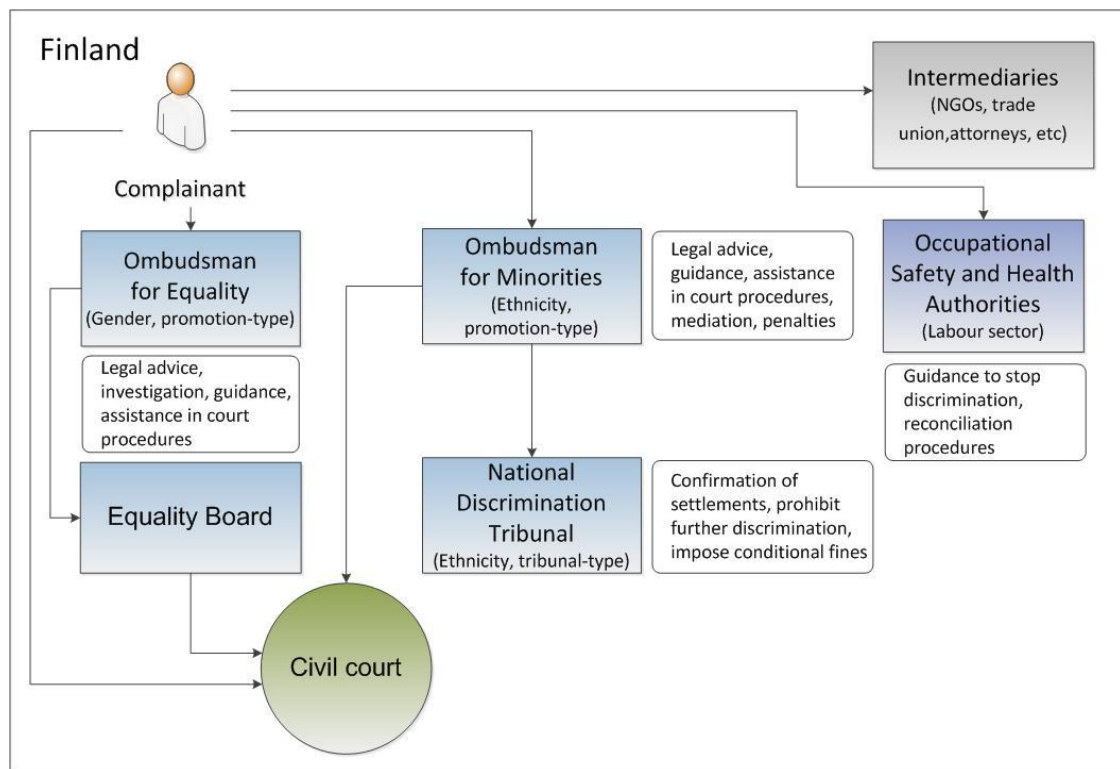 Finland
Intermediaries
(NGOs, trade
union,attorneys, etc)
Complainant
Ombudsman
for Equality
(Gender, promotion-type)
Legal advice,
investigation, guidance,
assistance in court
procedures
Equality Board
Ombudsman
for Minorities
(Ethnicity,
promotion-type)
Legal advice,
guidance, assistance
in court procedures,
mediation, penalties
Occupational
Safety and Health
Authorities
(Labour sector)
Guidance to stop
discrimination,
reconciliation
procedures
National
Discrimination
Tribunal
(Ethnicity, tribunal-type)
Confirmation of
settlements, prohibit
further discrimination,
impose conditional fines
Civil court